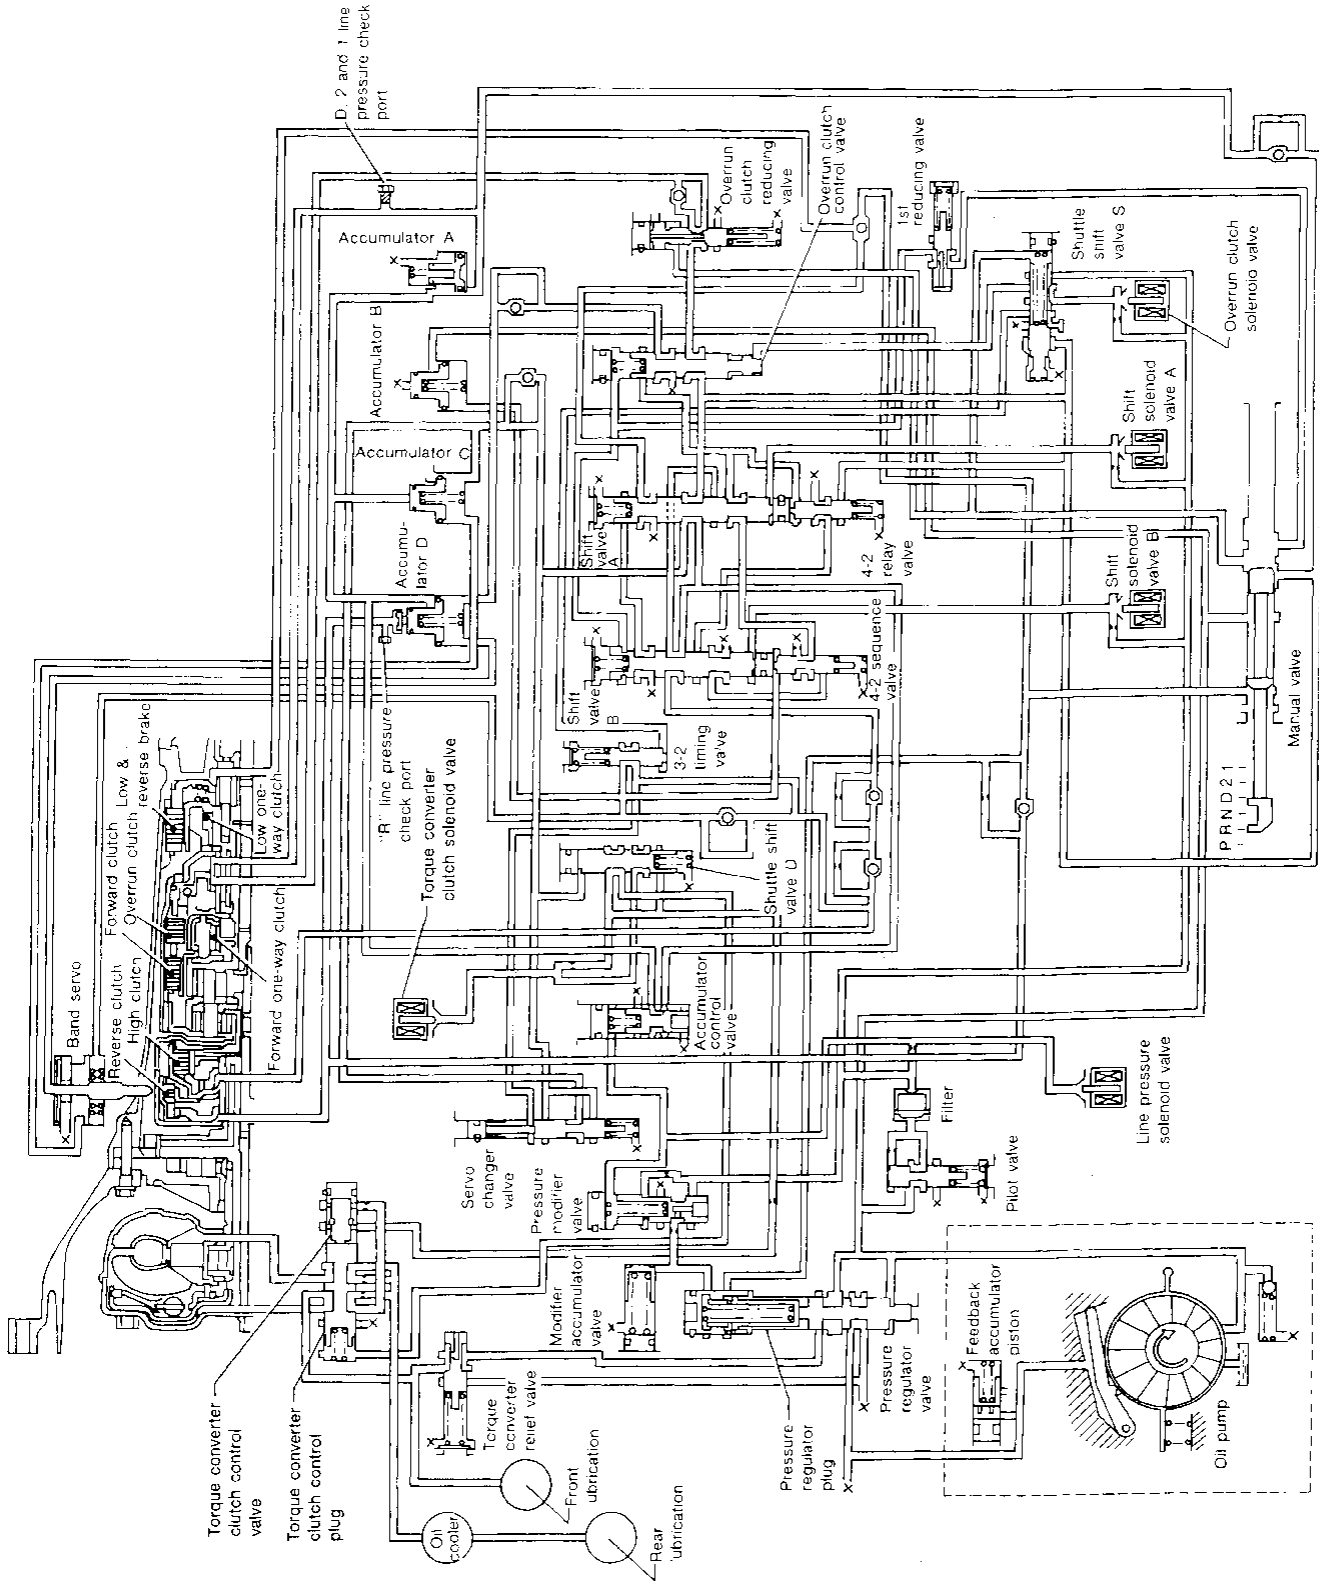 Torque converter
clutch control
valve
Torque converter
clutch control
plug
Oil
cooler
Rear
Front
Torque
converter
relief valve
Modifier
accumulator
valve
Pressure
regulator
plug
Pressure
regulator
valve
Feedback
accumulator
piston
Oil pump
Band servo
Reverse clutch
High clutch
Forward clutch
Overrun clutch
Low &
reverse brake
Low one-
way clutch
Forward one-way clutch
"R" line pressure
check port
Torque converter
clutch solenoid valve
Servo
changer
valve
Pressure
modifier
valve
Accumulator
control
valve
Shuttle shift
valve D
Filter
Pilot valve
Line pressure
solenoid valve
D, 2 and 1 line
pressure check
port
Accumulator A
Accumulator B
Accumulator C
Accumu-
lator D
Shift
valve
B
3-2
timing
valve
4-2 sequence
valve
Shift
valve
A
4-2
relay
valve
Overrun
clutch
reducing
valve
Overrun clutch
control valve
1st
reducing valve
Shuttle
shift
valve S
Overrun clutch
solenoid valve
Shift
solenoid
valve A
Shift
solenoid
valve B
Manual valve
P R N D 2 1